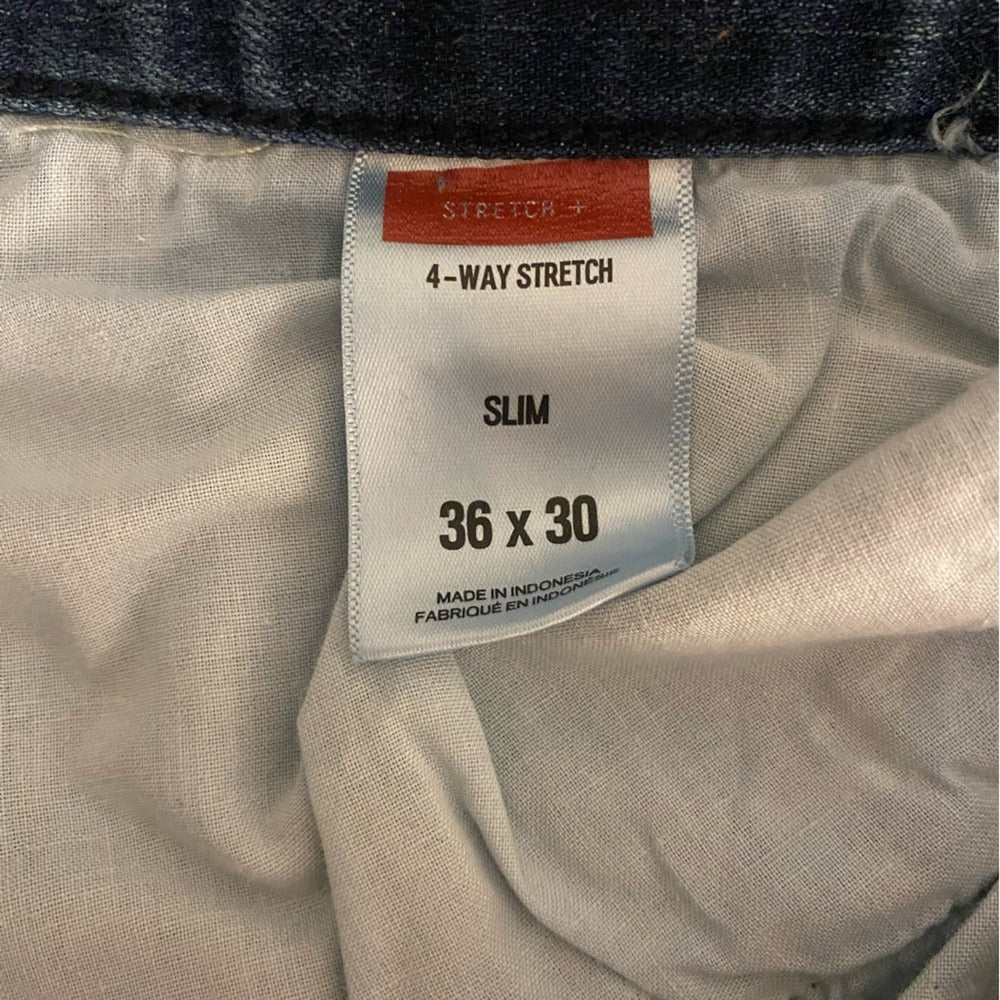 STRETCH +
4-WAY STRETCH
SLIM
36 x 30
MADE IN INDONESIA
FABRIQUÉ EN INDONÉSIE